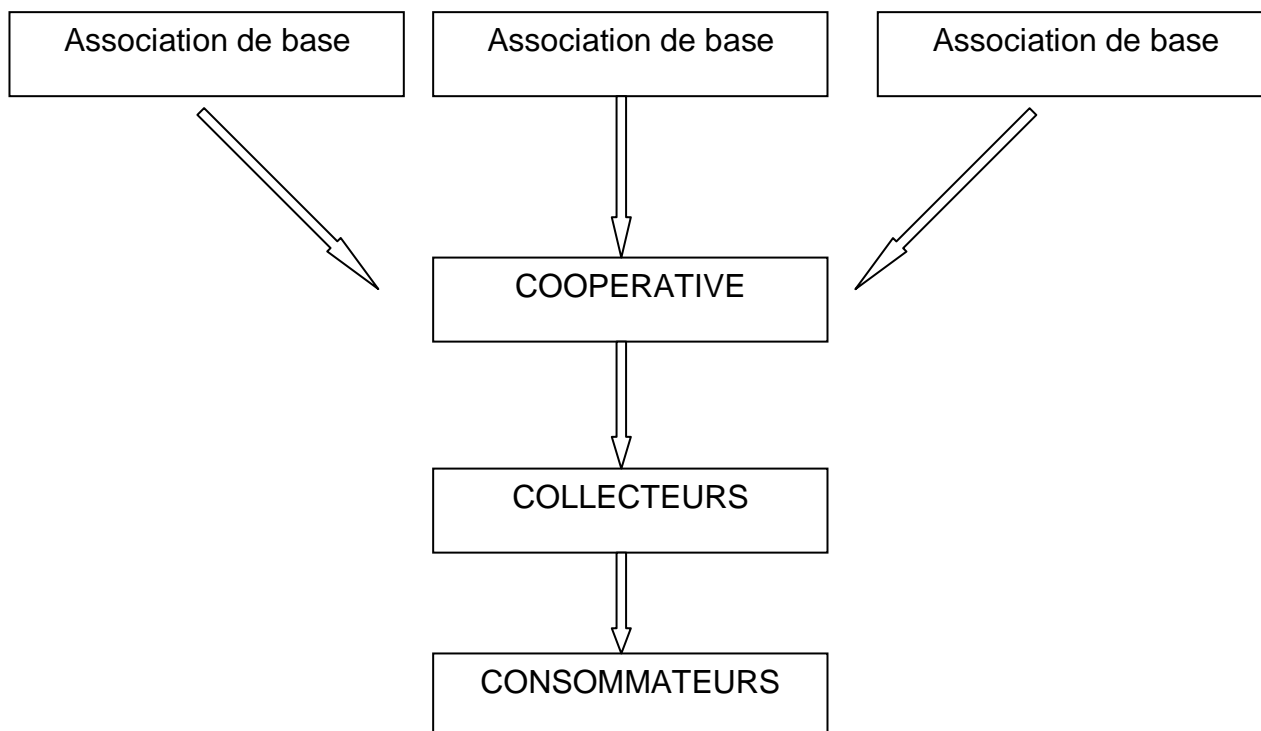 Association de base
Association de base
Association de base
COOPERATIVE
COLLECTEURS
CONSOMMATEURS